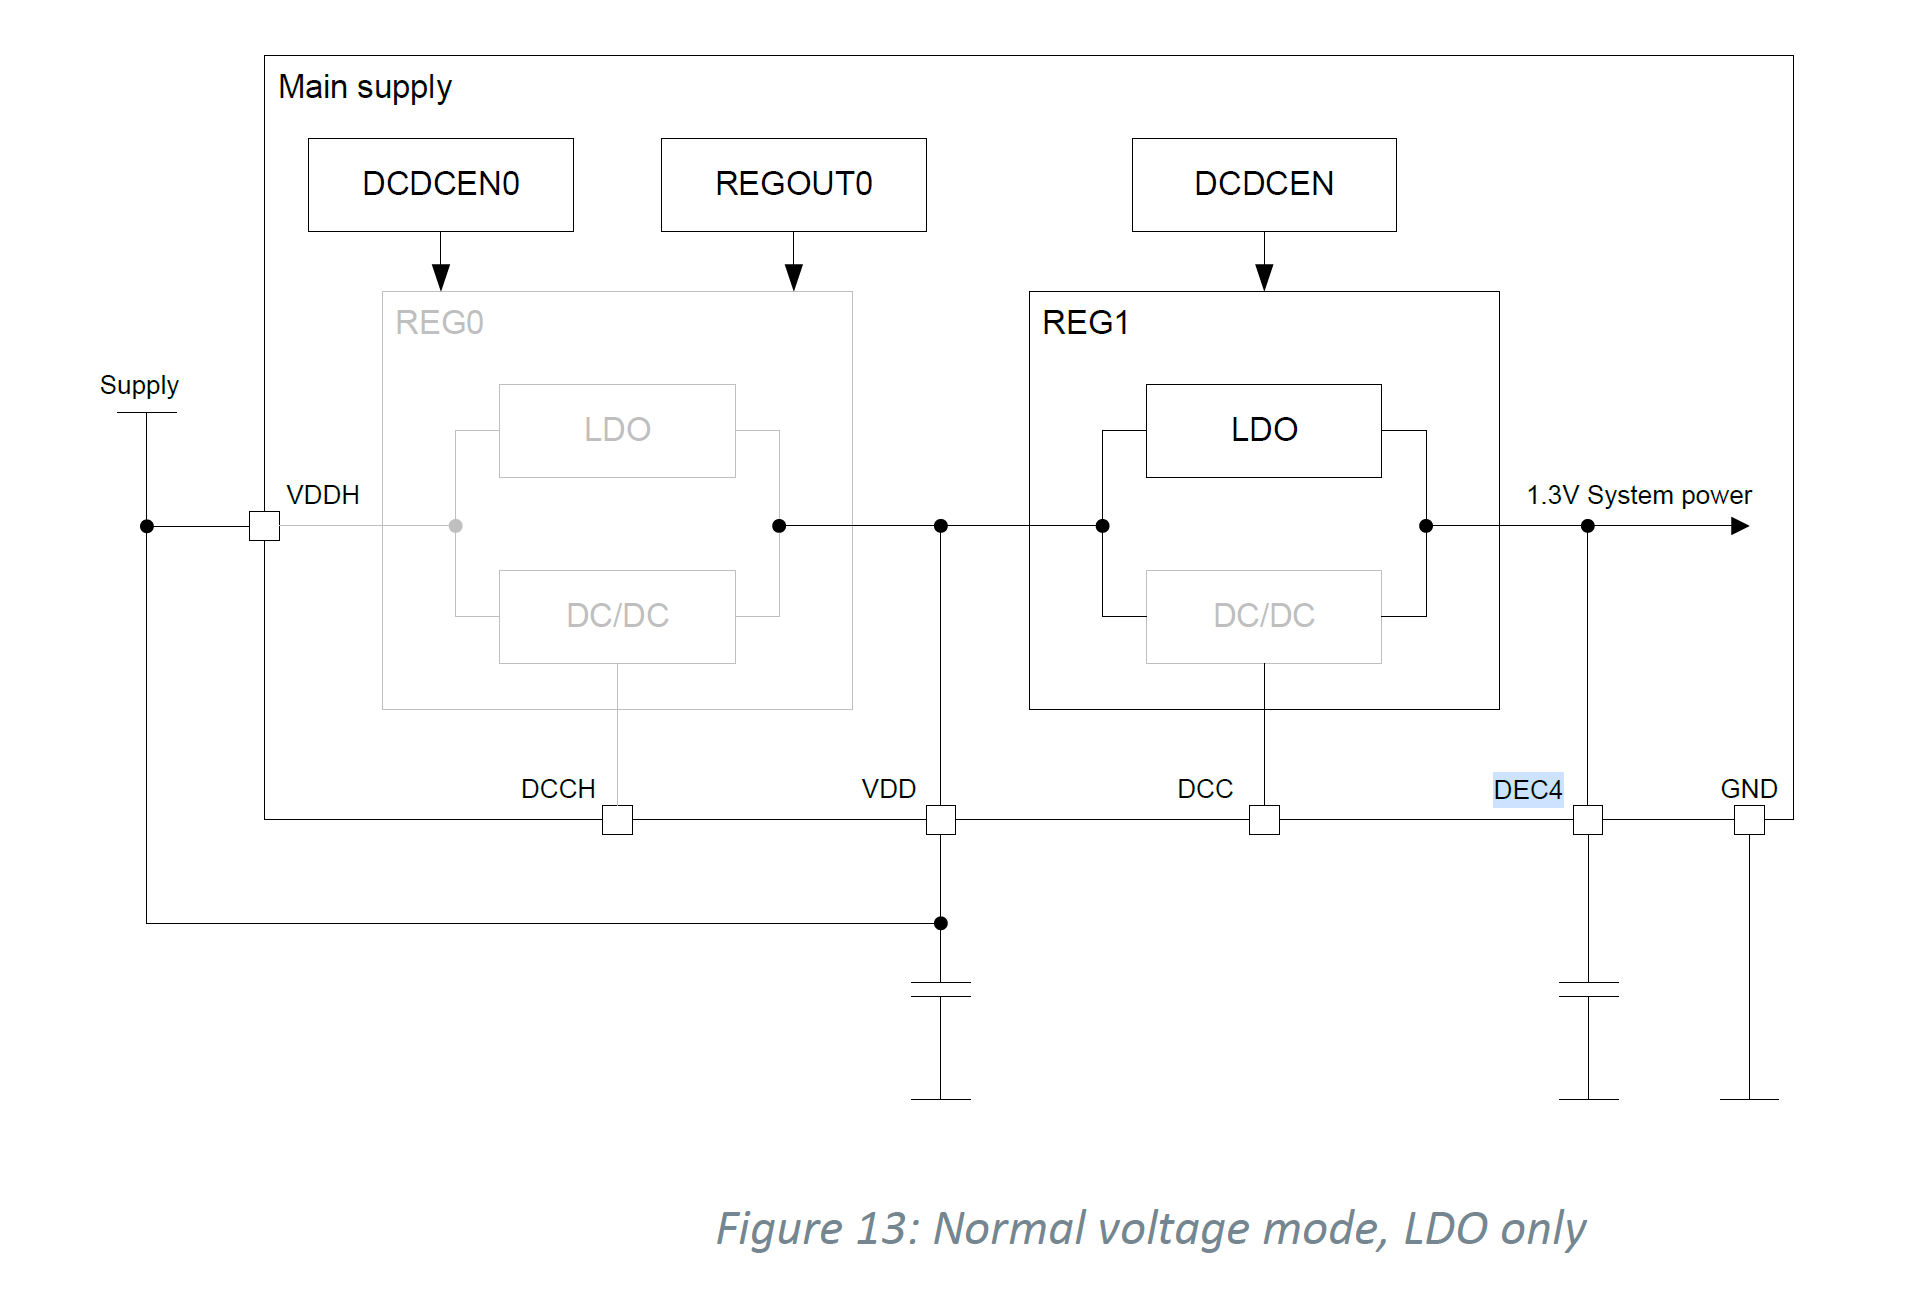 Main supply
DCDCEN0
REGOUT0
DCDCEN
REG0
REG1
Supply
LDO
LDO
VDDH
1.3V System power
DC/DC
DC/DC
DCCH
VDD
DCC
DEC4
GND
Figure 13: Normal voltage mode, LDO only